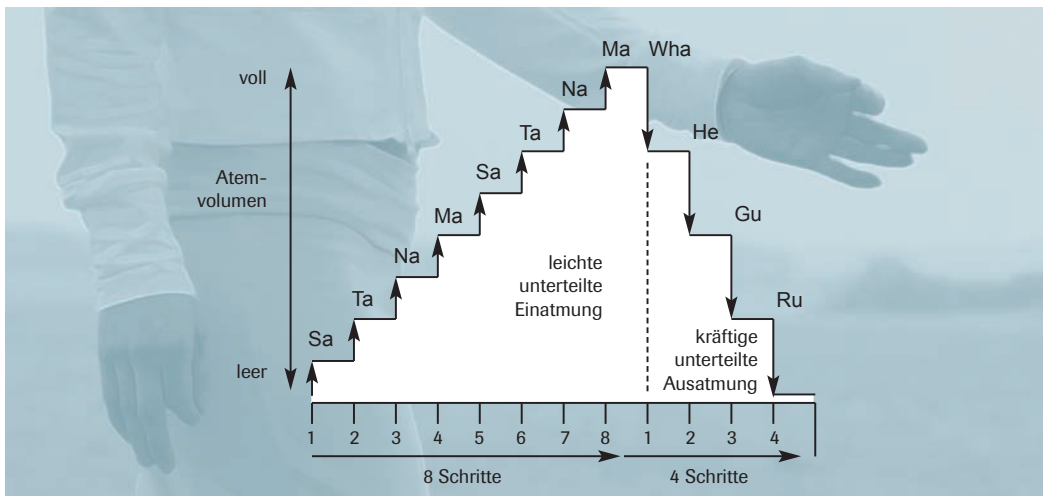 Ma Wha
voll
Na
He
Ta
Sa
Atem-
volumen
Ma
Gu
Na
leichte
unterteilte
Einatmung
Ta
Ru
Sa
kräftige
unterteilte
Ausatmung
leer
1 2 3 4 5 6 7 8 1 2 3 4
8 Schritte 4 Schritte